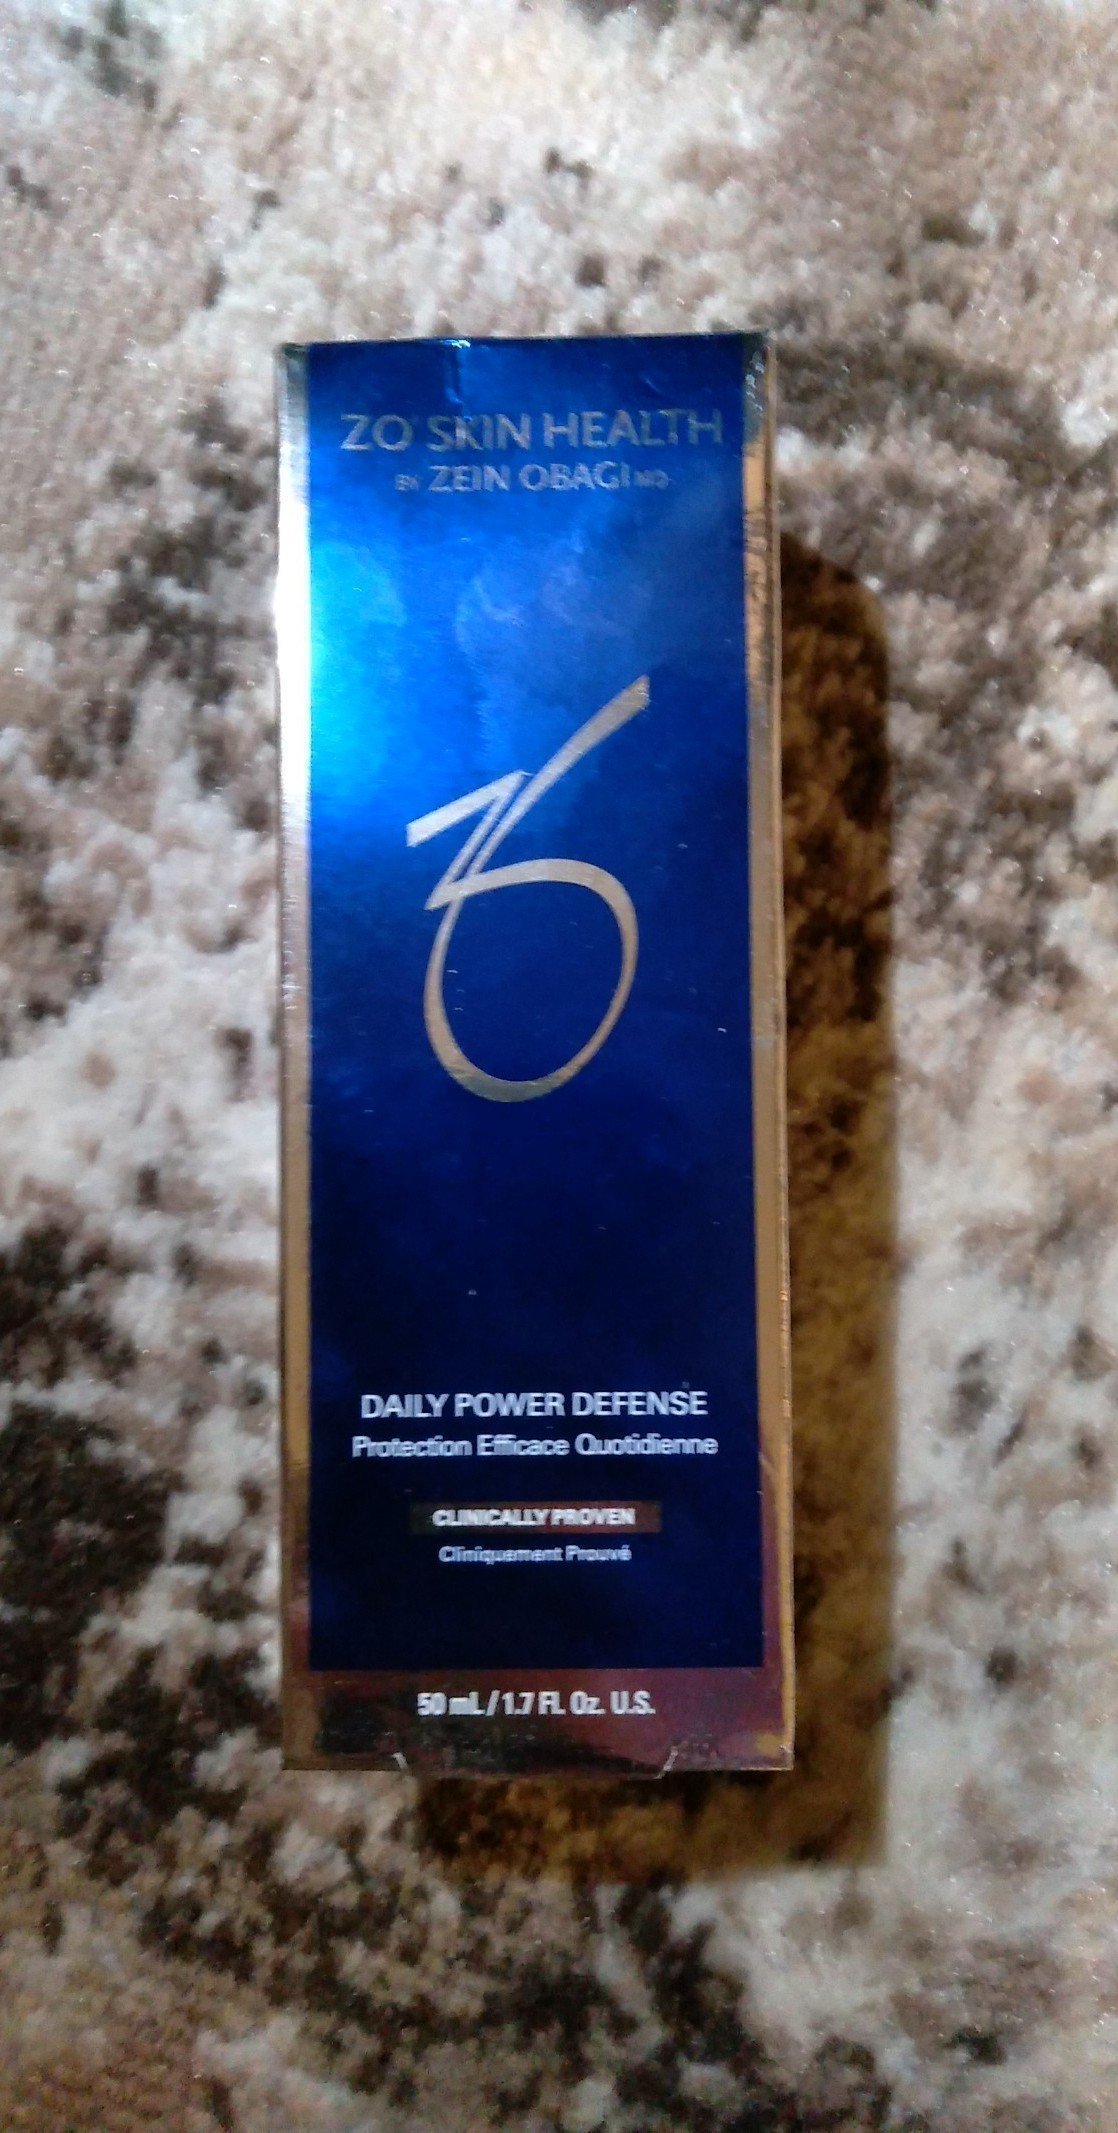 ZO® SKIN HEALTH
BY ZEIN OBAGI MD
ZO
DAILY POWER DEFENSE
Protection Efficace Quotidienne
CLINICALLY PROVEN
Cliniquement Prouvé
50 mL / 1.7 Fl. Oz. U.S.